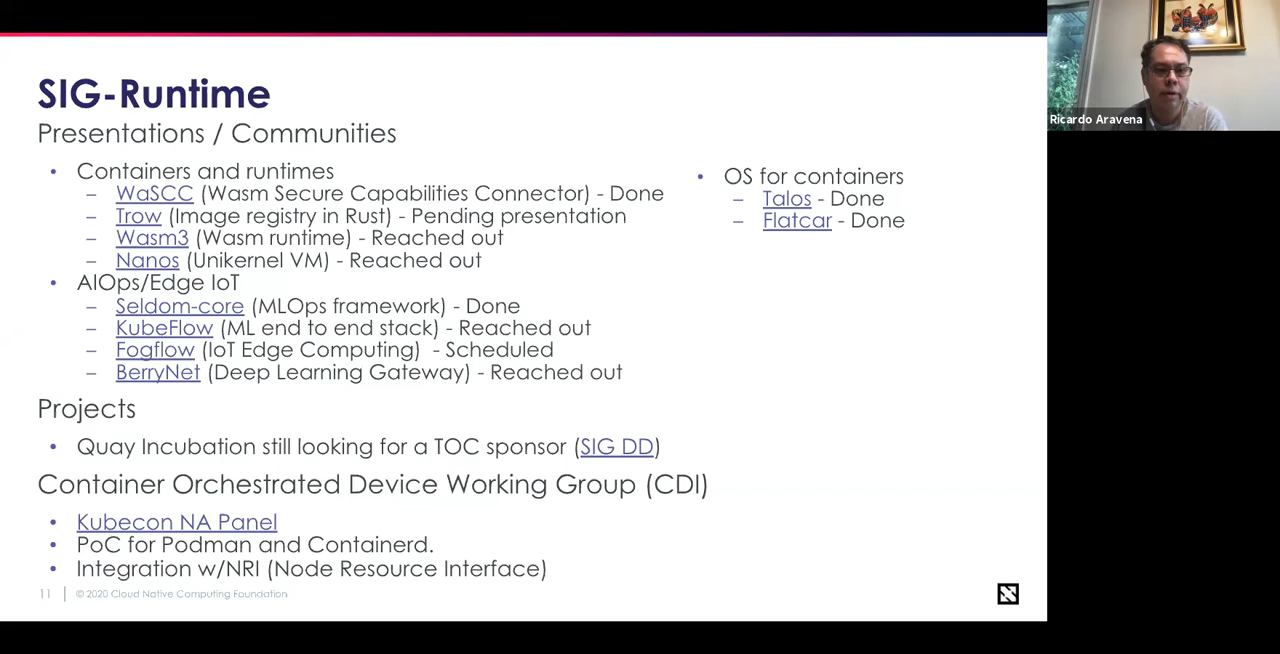 SIG-Runtime
Presentations / Communities
• Containers and runtimes
– WaSCC (Wasm Secure Capabilities Connector) - Done
– Trow (Image registry in Rust) - Pending presentation
– Wasm3 (Wasm runtime) - Reached out
– Nanos (Unikernel VM) - Reached out
• AIOps/Edge IoT
– Seldom-core (MLOps framework) - Done
– KubeFlow (ML end to end stack) - Reached out
– Fogflow (IoT Edge Computing)  - Scheduled
– BerryNet (Deep Learning Gateway) - Reached out
• OS for containers
– Talos - Done
– Flatcar - Done
Projects
• Quay Incubation still looking for a TOC sponsor (SIG DD)
Container Orchestrated Device Working Group (CDI)
• Kubecon NA Panel
• PoC for Podman and Containerd.
• Integration w/NRI (Node Resource Interface)
11 | © 2020 Cloud Native Computing Foundation
Ricardo Aravena